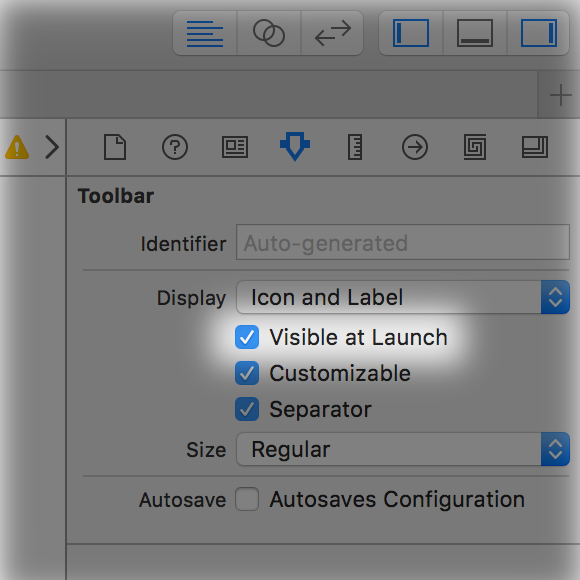 Toolbar
Identifier Auto-generated
Display Icon and Label
Visible at Launch
Customizable
Separator
Size Regular
Autosave Autosaves Configuration